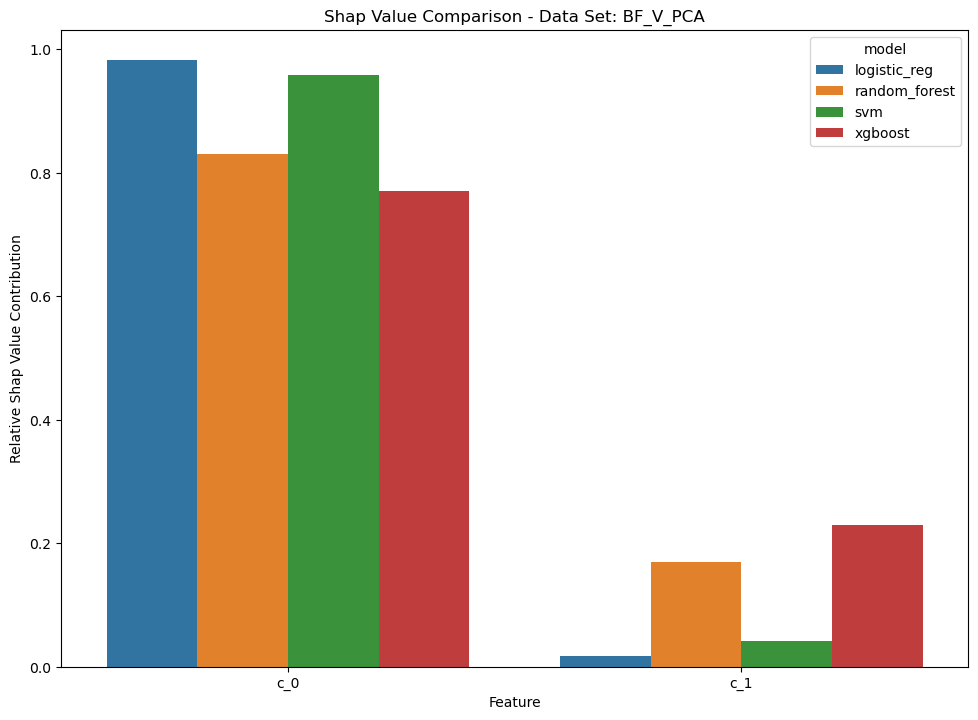 Shap Value Comparison - Data Set: BF_V_PCA
model
logistic_reg
random_forest
svm
xgboost
Relative Shap Value Contribution
1.0
0.8
0.6
0.4
0.2
0.0
c_0
c_1
Feature